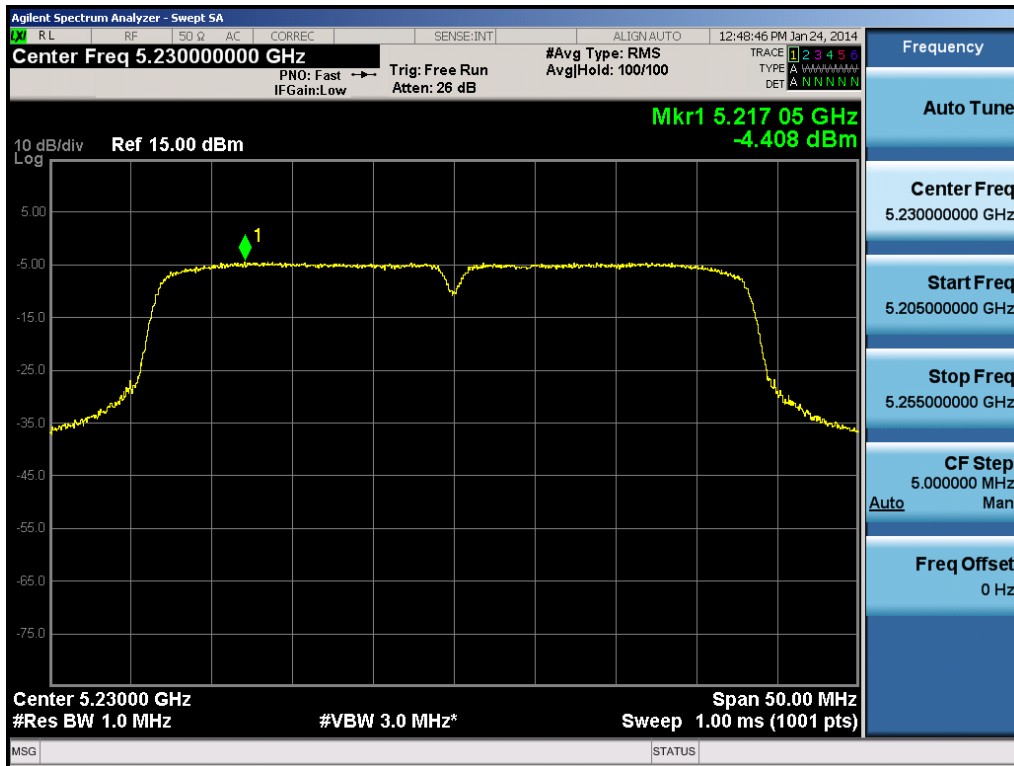 Agilent Spectrum Analyzer - Swept SA
LXI RL RF 50 Ω AC CORREC SENSE:INT ALIGN AUTO 12:48:46 PM Jan 24, 2014
Center Freq 5.230000000 GHz
PNO: Fast
IFGain:Low
Trig: Free Run
Atten: 26 dB
#Avg Type: RMS
Avg|Hold: 100/100
TRACE 1 2 3 4 5 6
TYPE A WWWWW
DET A N N N N N
Mkr1 5.217 05 GHz
-4.408 dBm
10 dB/div Ref 15.00 dBm
Log
5.00
1
-5.00
-15.0
-25.0
-35.0
-45.0
-55.0
-65.0
-75.0
Center 5.23000 GHz Span 50.00 MHz
#Res BW 1.0 MHz #VBW 3.0 MHz* Sweep 1.00 ms (1001 pts)
MSG STATUS
Frequency
Auto Tune
Center Freq
5.230000000 GHz
Start Freq
5.205000000 GHz
Stop Freq
5.255000000 GHz
CF Step
5.000000 MHz
Auto Man
Freq Offset
0 Hz